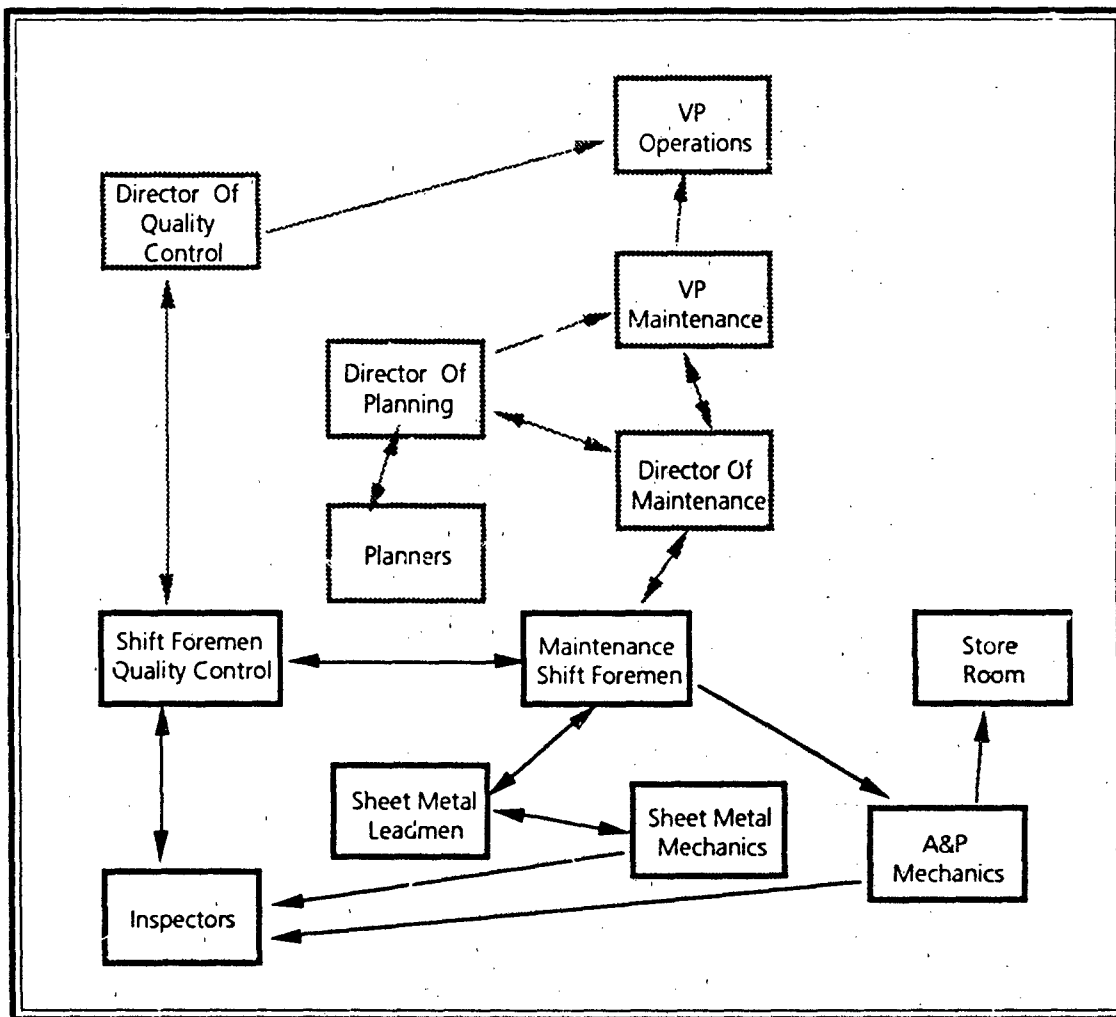 VP
Operations
Director Of
Quality
Control
VP
Maintenance
Director Of
Planning
Director Of
Maintenance
Planners
Shift Foremen
Quality Control
Maintenance
Shift Foremen
Store
Room
Sheet Metal
Leadmen
Sheet Metal
Mechanics
A&P
Mechanics
Inspectors